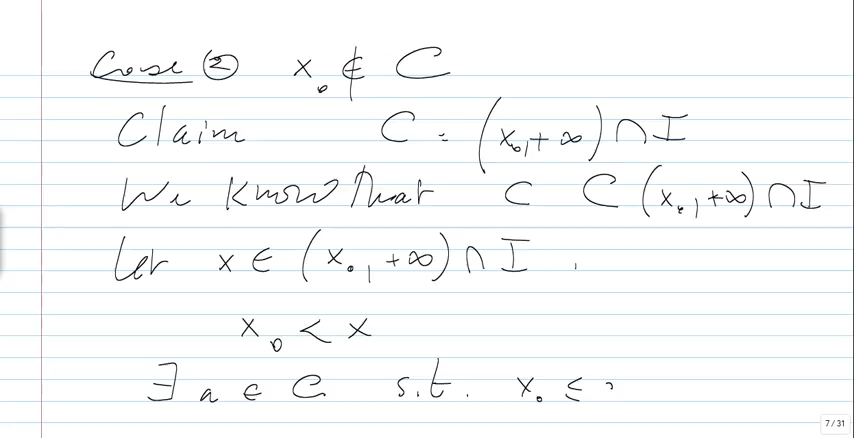 Case ② x₀ ∉ C
Claim C = (x₀, +∞) ∩ I
We know that C ⊂ (x₀, +∞) ∩ I
Let x ∈ (x₀, +∞) ∩ I .
x₀ < x
∃ a ∈ C s.t. x₀ ≤
7 / 31